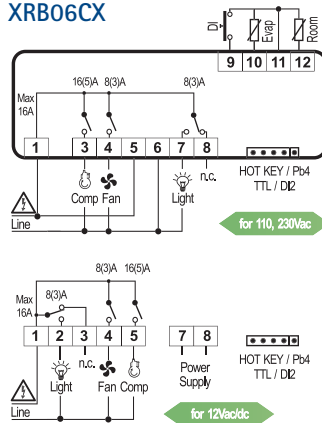 XRB06CX
DI
Evap
Room
9 10 11 12
16(5)A 8(3)A 8(3)A
Max
16A
1 3 4 5 6 7 8
n.c.
HOT KEY / Pb4
TTL / DI2
Comp Fan
Light
Line
for 110, 230Vac
8(3)A 16(5)A
8(3)A
Max
16A
1 2 3 4 5 7 8
n.c.
HOT KEY / Pb4
TTL / DI2
Light
Fan Comp
Power
Supply
Line
for 12Vac/dc